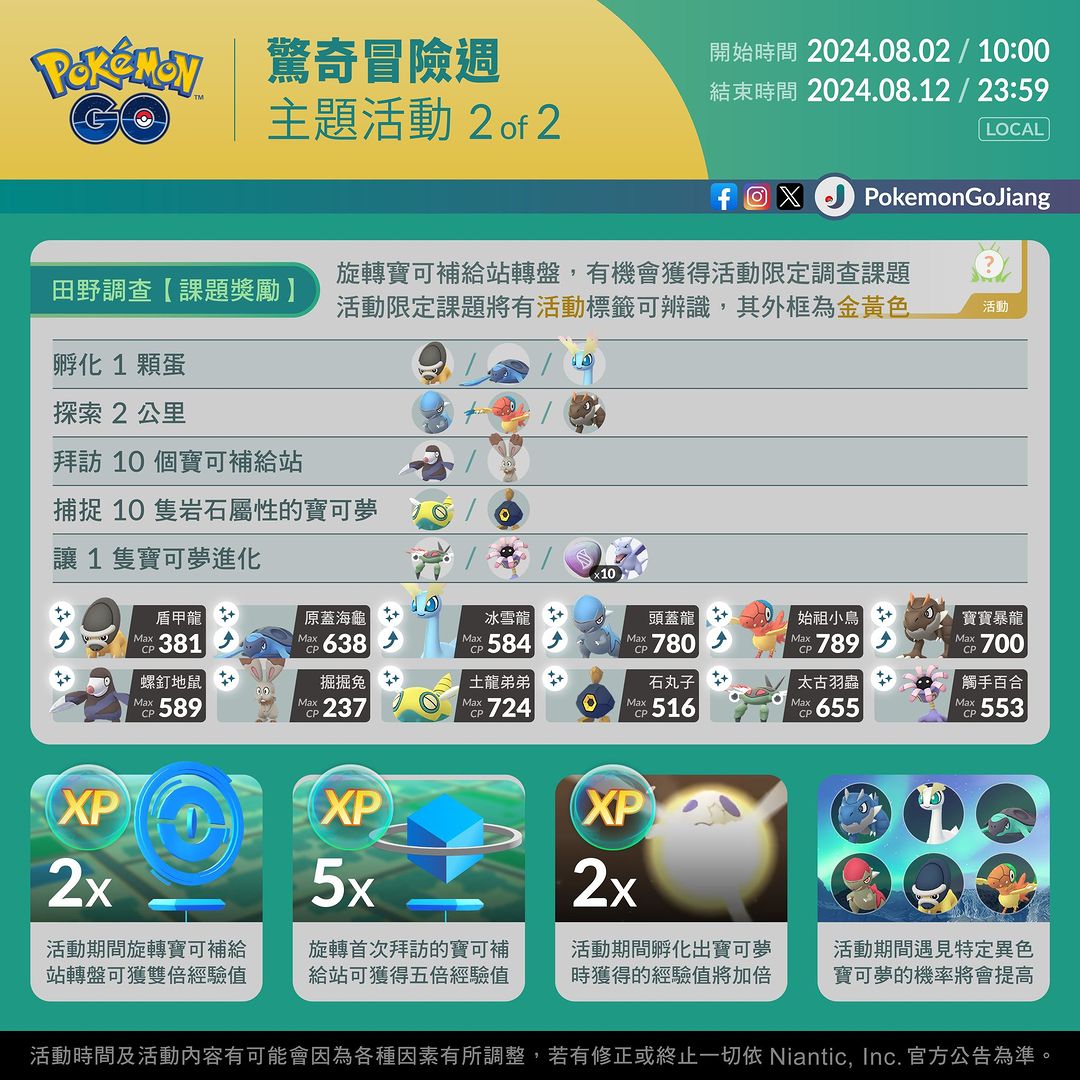 POKéMON™
GO
驚奇冒險週
主題活動 2 of 2
開始時間 2024.08.02 / 10:00
結束時間 2024.08.12 / 23:59
LOCAL
PokemonGoJiang
田野調查【課題獎勵】
旋轉寶可補給站轉盤，有機會獲得活動限定調查課題
活動限定課題將有活動標籤可辨識，其外框為金黃色
?
活動
孵化 1 顆蛋 / /
探索 2 公里 / /
拜訪 10 個寶可補給站 /
捕捉 10 隻岩石屬性的寶可夢 /
讓 1 隻寶可夢進化 / / x10
盾甲龍
Max CP 381
原蓋海龜
Max CP 638
冰雪龍
Max CP 584
頭蓋龍
Max CP 780
始祖小鳥
Max CP 789
寶寶暴龍
Max CP 700
螺釘地鼠
Max CP 589
掘掘兔
Max CP 237
土龍弟弟
Max CP 724
石丸子
Max CP 516
太古羽蟲
Max CP 655
觸手百合
Max CP 553
XP
2x
活動期間旋轉寶可補給
站轉盤可獲雙倍經驗值
XP
5x
旋轉首次拜訪的寶可補
給站可獲得五倍經驗值
XP
2x
活動期間孵化出寶可夢
時獲得的經驗值將加倍
活動期間遇見特定異色
寶可夢的機率將會提高
活動時間及活動內容有可能會因為各種因素有所調整，若有修正或終止一切依 Niantic, Inc. 官方公告為準。